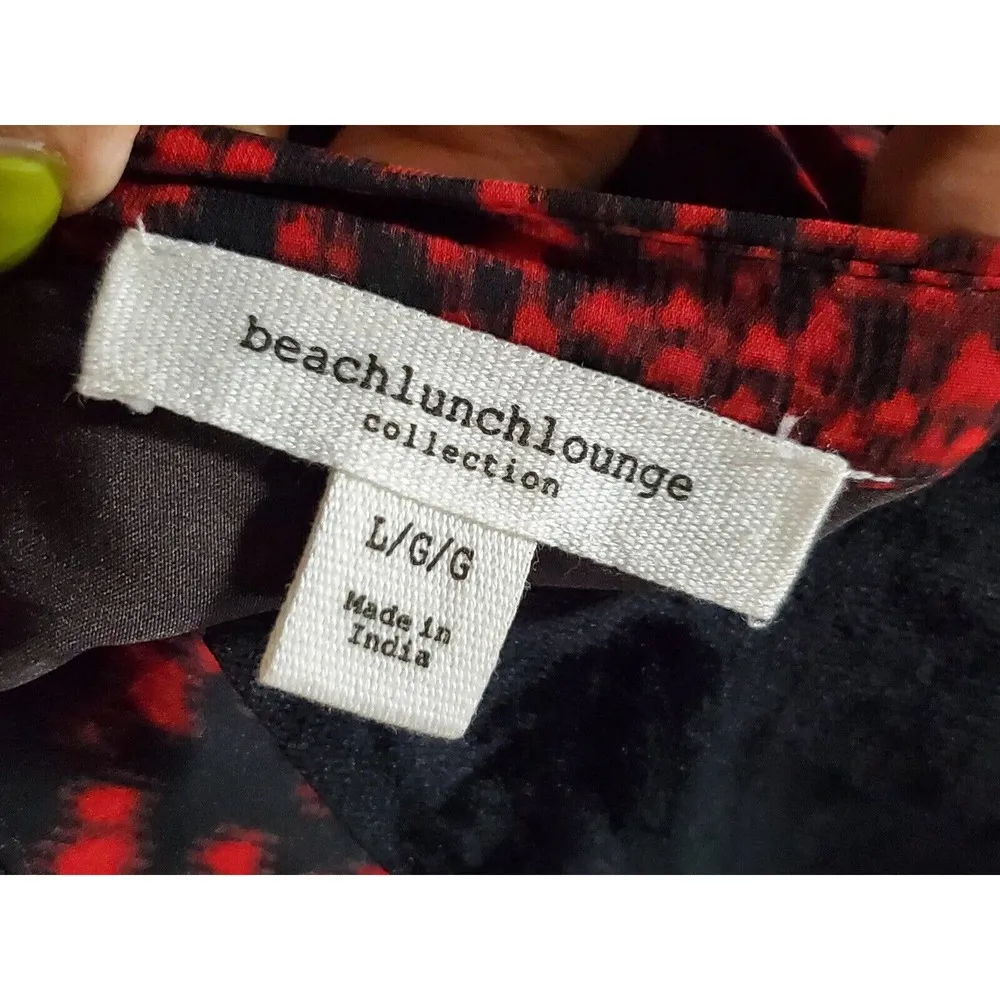 beachlunchlounge
collection
L/G/G
Made in
India